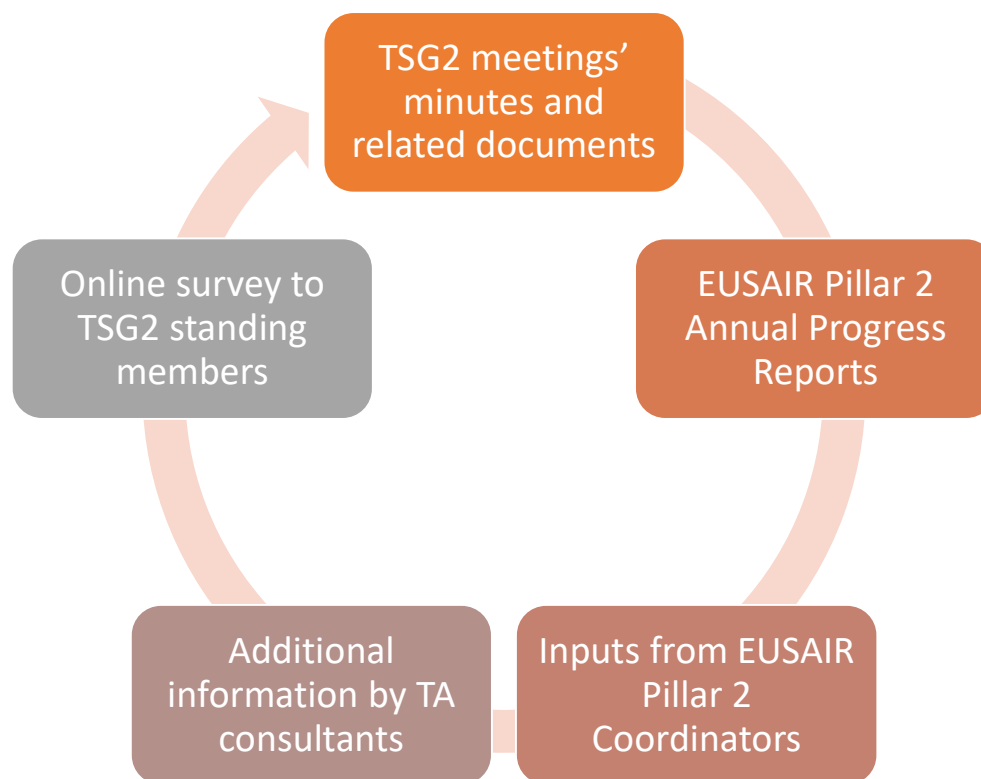 TSG2 meetings’
minutes and
related documents
EUSAIR Pillar 2
Annual Progress
Reports
Inputs from EUSAIR
Pillar 2
Coordinators
Additional
information by TA
consultants
Online survey to
TSG2 standing
members